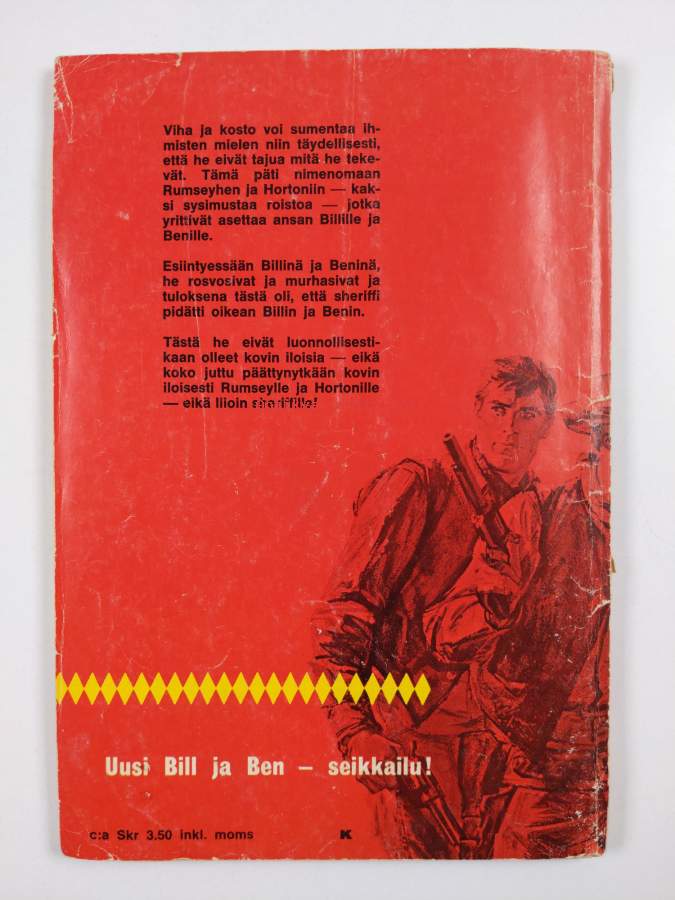 Viha ja kosto voi sumentaa ih-
misten mielen niin täydellisesti,
että he eivät tajua mitä he teke-
vät. Tämä päti nimenomaan
Rumseyhen ja Hortoniin — kak-
si sysimustaa roistoa — jotka
yrittivät asettaa ansan Billille ja
Benille.
Esiintyessään Billinä ja Beninä,
he rosvosivat ja murhasivat ja
tuloksena tästä oli, että sheriffi
pidätti oikean Billin ja Benin.
Tästä he eivät luonnollisesti-
kaan olleet kovin iloisia — eikä
koko juttu päättynytkään kovin
iloisesti Rumseylle ja Hortonille
— eikä liioin sheriffille!
Uusi Bill ja Ben – seikkailu!
c:a Skr 3.50 inkl. moms
K